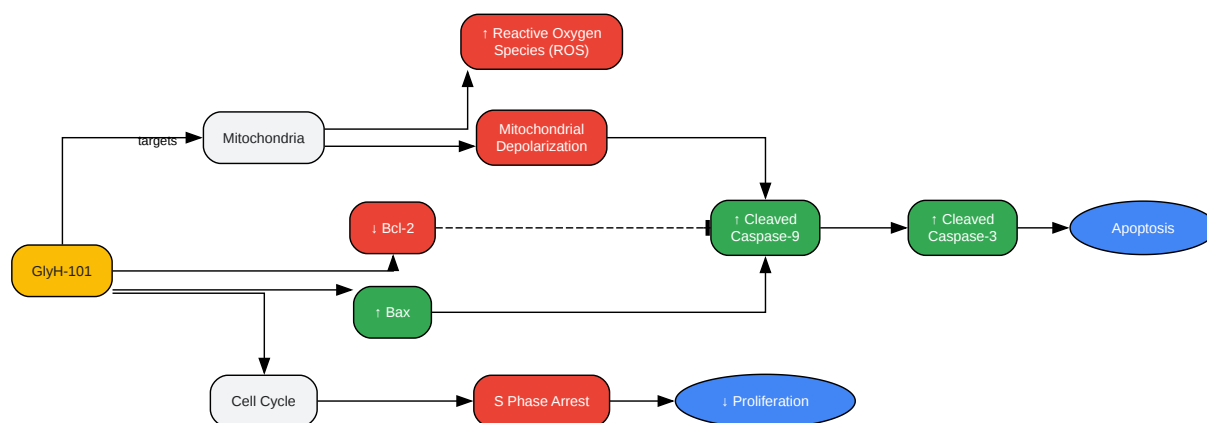 ↑ Reactive Oxygen
Species (ROS)
targets
Mitochondria
Mitochondrial
Depolarization
↓ Bcl-2
↑ Cleaved
Caspase-9
↑ Cleaved
Caspase-3
Apoptosis
GlyH-101
↑ Bax
Cell Cycle
S Phase Arrest
↓ Proliferation